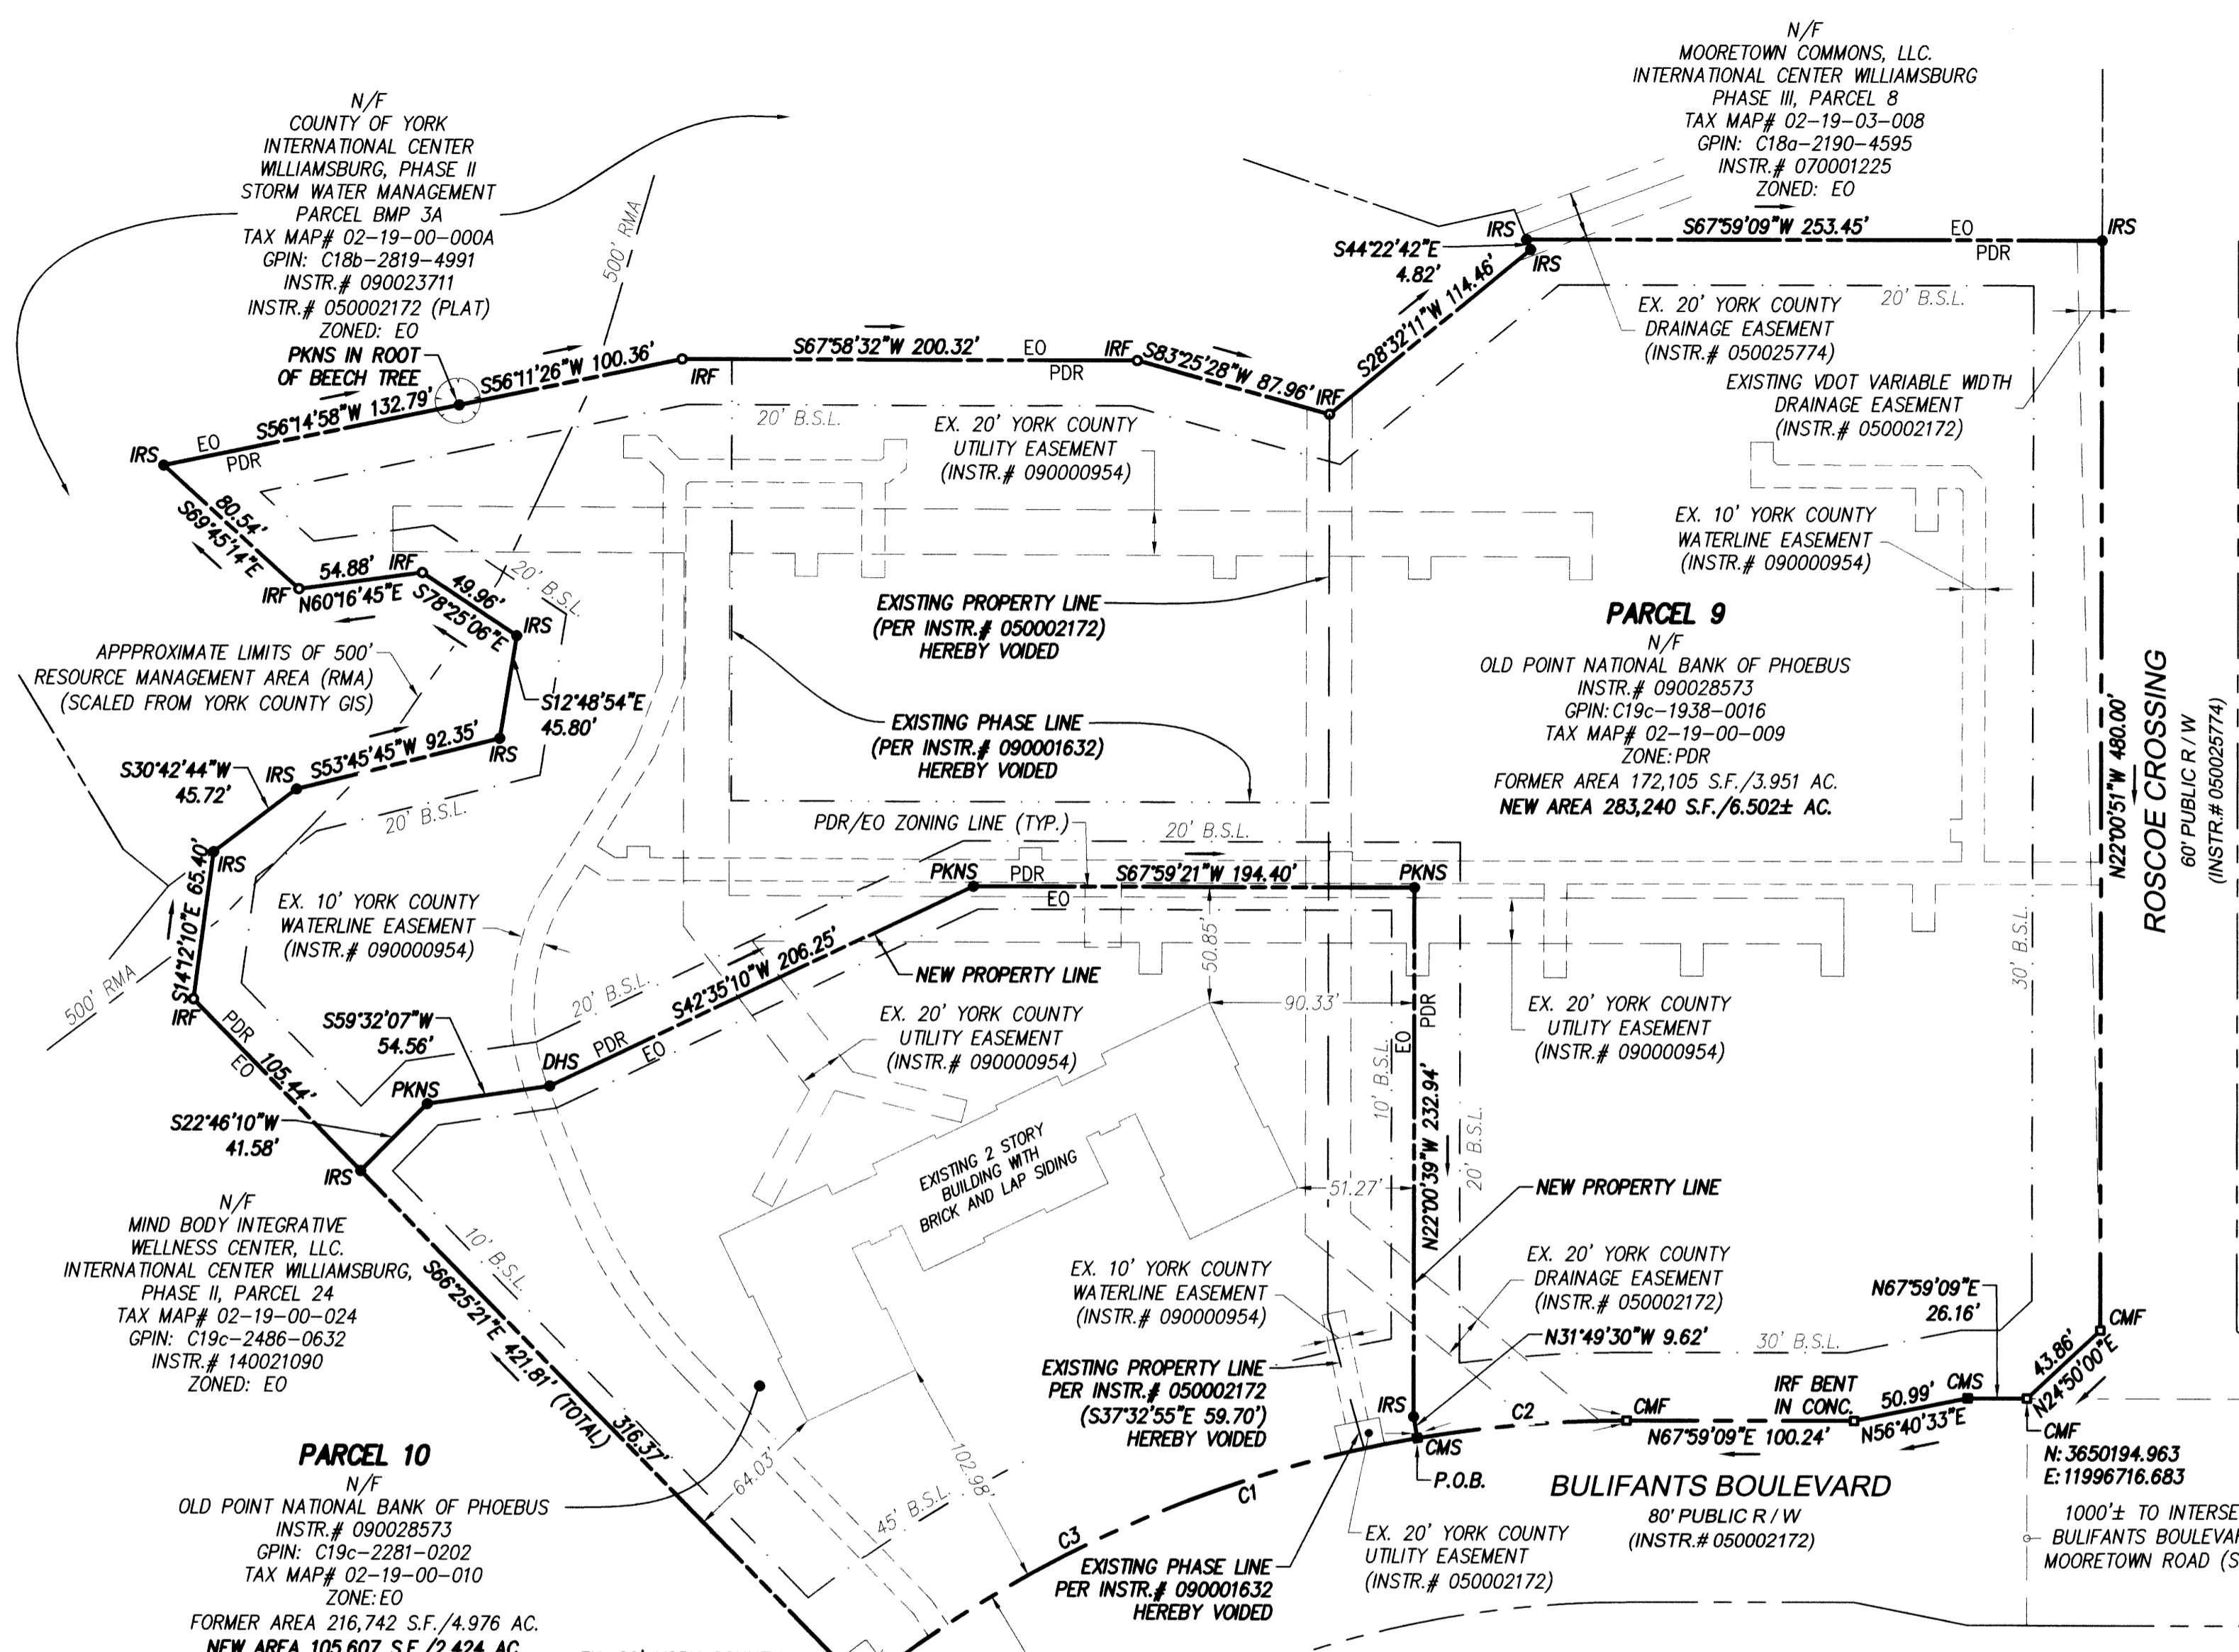 N/F
COUNTY OF YORK
INTERNATIONAL CENTER
WILLIAMSBURG, PHASE II
STORM WATER MANAGEMENT
PARCEL BMP 3A
TAX MAP# 02-19-00-000A
GPIN: C18b-2819-4991
INSTR.# 090023711
INSTR.# 050002172 (PLAT)
ZONED: EO
PKNS IN ROOT
OF BEECH TREE
N/F
MOORETOWN COMMONS, LLC.
INTERNATIONAL CENTER WILLIAMSBURG
PHASE III, PARCEL 8
TAX MAP# 02-19-03-008
GPIN: C18a-2190-4595
INSTR.# 070001225
ZONED: EO
500' RMA
IRS
EO
PDR
S56°14'58"W 132.79'
S56°11'26"W 100.36'
IRF
S67°58'32"W 200.32'
EO
PDR
IRF
S83°25'28"W 87.96'
IRF
S28°32'11"W 114.46'
S44°22'42"E
4.82'
IRS
IRS
S67°59'09"W 253.45'
EO
PDR
IRS
20' B.S.L.
20' B.S.L.
EX. 20' YORK COUNTY
DRAINAGE EASEMENT
(INSTR.# 050025774)
EXISTING VDOT VARIABLE WIDTH
DRAINAGE EASEMENT
(INSTR.# 050002172)
EX. 20' YORK COUNTY
UTILITY EASEMENT
(INSTR.# 090000954)
EX. 10' YORK COUNTY
WATERLINE EASEMENT
(INSTR.# 090000954)
80.54'
S69°45'14"E
IRF
54.88'
N60°16'45"E
IRF
49.96'
S78°25'06"E
20' B.S.L.
IRS
S12°48'54"E
45.80'
IRS
APPPROXIMATE LIMITS OF 500'
RESOURCE MANAGEMENT AREA (RMA)
(SCALED FROM YORK COUNTY GIS)
S53°45'45"W 92.35'
IRS
S30°42'44"W
45.72'
20' B.S.L.
IRS
S14°12'10"E 65.40'
500' RMA
IRF
EXISTING PROPERTY LINE
(PER INSTR.# 050002172)
HEREBY VOIDED
EXISTING PHASE LINE
(PER INSTR.# 090001632)
HEREBY VOIDED
PARCEL 9
N/F
OLD POINT NATIONAL BANK OF PHOEBUS
INSTR.# 090028573
GPIN: C19c-1938-0016
TAX MAP# 02-19-00-009
ZONE: PDR
FORMER AREA 172,105 S.F./3.951 AC.
NEW AREA 283,240 S.F./6.502± AC.
N22°00'51"W 480.00'
ROSCOE CROSSING
60' PUBLIC R/W
(INSTR.# 050025774)
PDR/EO ZONING LINE (TYP.)
20' B.S.L.
PKNS
PDR
EO
S67°59'21"W 194.40'
PKNS
EX. 10' YORK COUNTY
WATERLINE EASEMENT
(INSTR.# 090000954)
20' B.S.L.
S42°35'10"W 206.25'
NEW PROPERTY LINE
50.85'
90.33'
EX. 20' YORK COUNTY
UTILITY EASEMENT
(INSTR.# 090000954)
EX. 20' YORK COUNTY
UTILITY EASEMENT
(INSTR.# 090000954)
30' B.S.L.
PDR
EO
105.44'
S59°32'07"W
54.56'
DHS
PDR
EO
PKNS
S22°46'10"W
41.58'
IRS
EO
PDR
10' B.S.L.
N22°00'39"W 232.94'
20' B.S.L.
EXISTING 2 STORY
BUILDING WITH
BRICK AND LAP SIDING
51.27'
NEW PROPERTY LINE
N/F
MIND BODY INTEGRATIVE
WELLNESS CENTER, LLC.
INTERNATIONAL CENTER WILLIAMSBURG,
PHASE II, PARCEL 24
TAX MAP# 02-19-00-024
GPIN: C19c-2486-0632
INSTR.# 140021090
ZONED: EO
10' B.S.L.
S66°25'21"E 421.81' (TOTAL)
316.37'
EX. 10' YORK COUNTY
WATERLINE EASEMENT
(INSTR.# 090000954)
EX. 20' YORK COUNTY
DRAINAGE EASEMENT
(INSTR.# 050002172)
N31°49'30"W 9.62'
30' B.S.L.
N67°59'09"E
26.16'
CMF
43.86'
N24°50'00"E
EXISTING PROPERTY LINE
PER INSTR.# 050002172
(S37°32'55"E 59.70')
HEREBY VOIDED
IRS
C2
CMF
IRF BENT
IN CONC.
50.99'
CMS
N67°59'09"E 100.24'
N56°40'33"E
CMF
N: 3650194.963
E: 11996716.683
CMS
P.O.B.
BULIFANTS BOULEVARD
80' PUBLIC R/W
(INSTR.# 050002172)
1000'± TO INTERSE
BULIFANTS BOULEVA
MOORETOWN ROAD (S
PARCEL 10
N/F
OLD POINT NATIONAL BANK OF PHOEBUS
INSTR.# 090028573
GPIN: C19c-2281-0202
TAX MAP# 02-19-00-010
ZONE: EO
FORMER AREA 216,742 S.F./4.976 AC.
NEW AREA 105,607 S.F./2.424 AC.
64.03'
102.98'
45' B.S.L.
C3
C1
EXISTING PHASE LINE
PER INSTR.# 090001632
HEREBY VOIDED
EX. 20' YORK COUNTY
UTILITY EASEMENT
(INSTR.# 050002172)